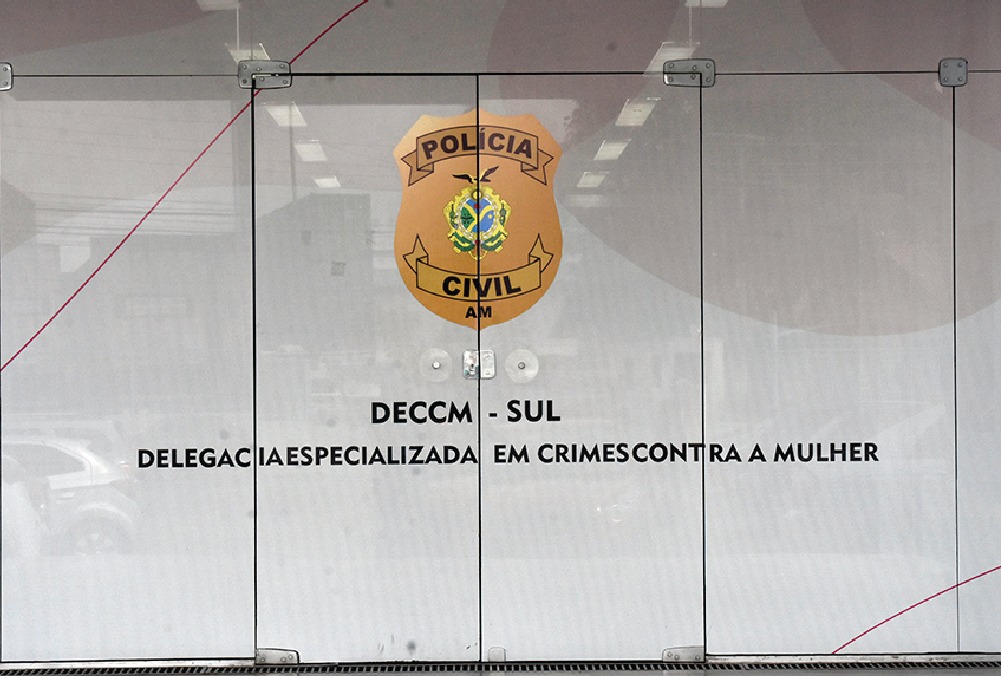 POLÍCIA
CIVIL
AM
DECCM - SUL
DELEGACIA ESPECIALIZADA EM CRIMES CONTRA A MULHER